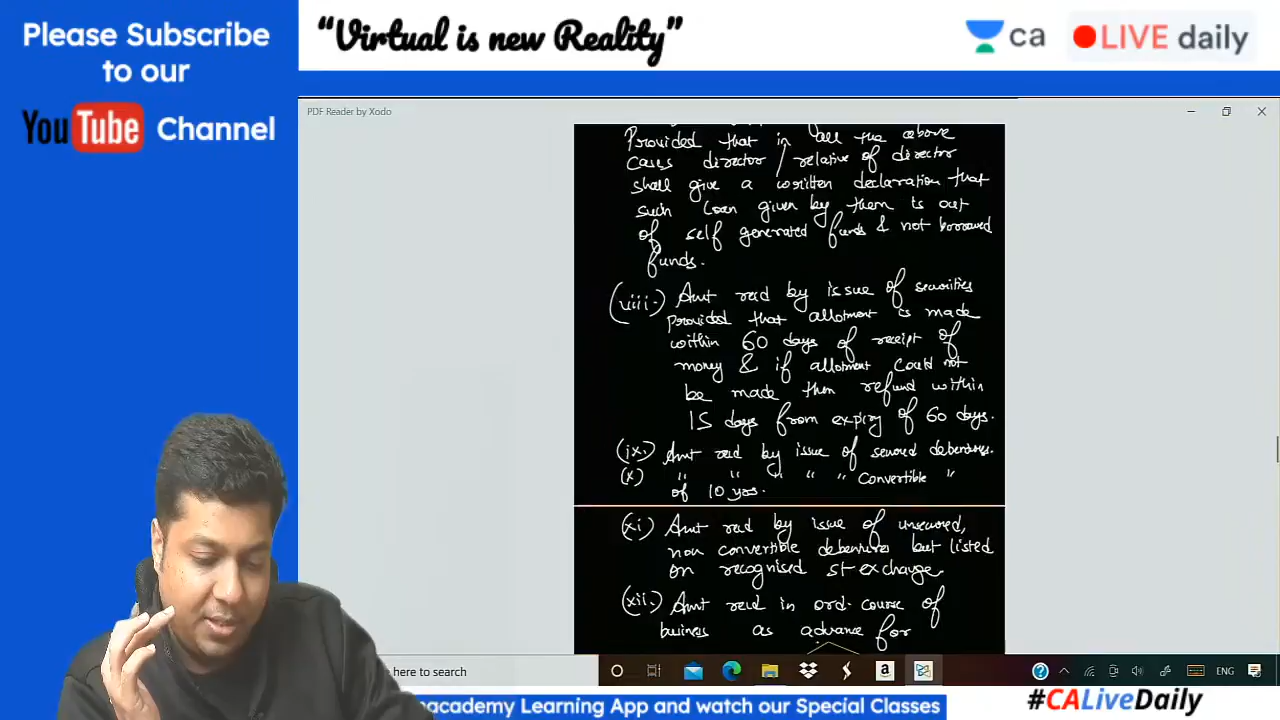 Please Subscribe
to our
YouTube Channel
“Virtual is new Reality”
ca
LIVE daily
PDF Reader by Xodo
Provided that in all the above
cases director / relative of director
shall give a written declaration that
such loan given by them is out
of self generated funds & not borrowed
funds.
(viii.) Amt recd by issue of securities
provided that allotment is made
within 60 days of receipt of
money & if allotment could not
be made then refund within
15 days from expiry of 60 days.
(ix.) Amt recd by issue of secured debentures.
(x) " " " " " Convertible "
of 10 yrs.
(xi) Amt recd by issue of unsecured,
non convertible debentures but listed
on recognised st exchange
(xii.) Amt recd in ord. course of
business as advance for
here to search
ENG
nacademy Learning App and watch our Special Classes
#CALiveDaily